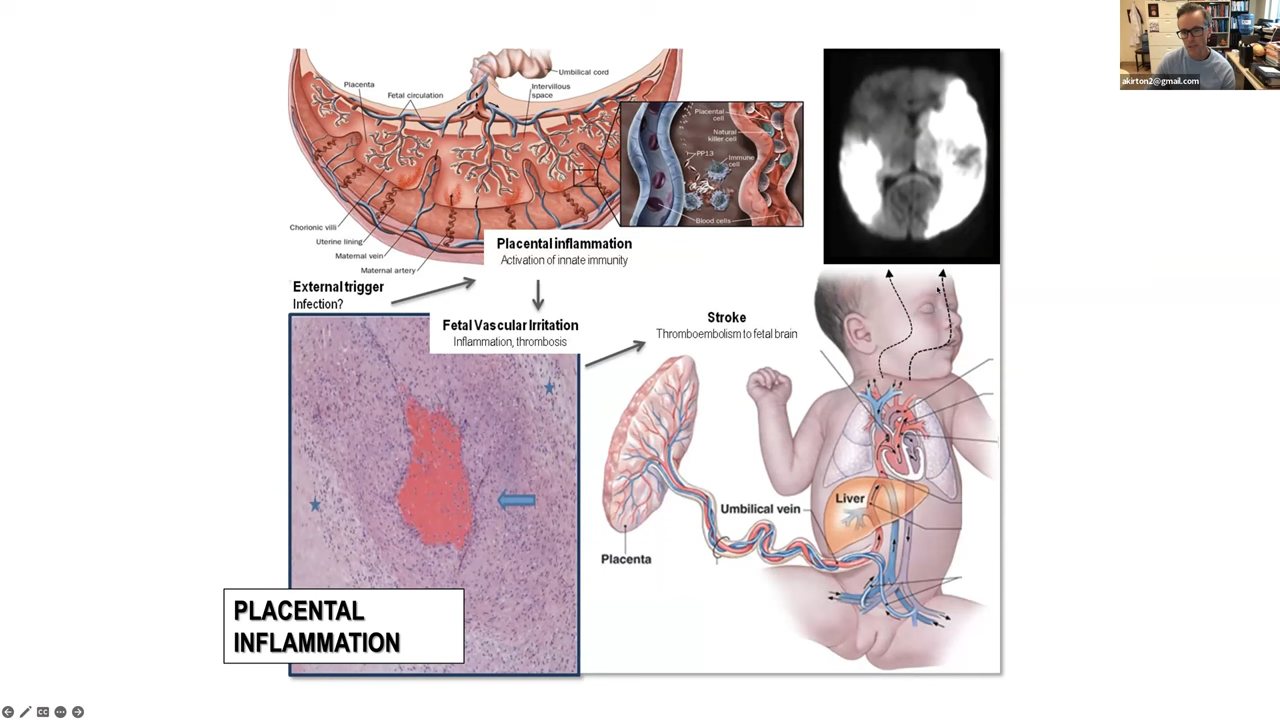 Placenta
Fetal circulation
Umbilical cord
Intervillous
space
Placental
cell
Natural
killer cell
PP13
Immune
cell
Blood cells
Chorionic villi
Uterine lining
Maternal vein
Maternal artery
Placental inflammation
Activation of innate immunity
External trigger
Infection?
Fetal Vascular Irritation
Inflammation, thrombosis
Stroke
Thromboembolism to fetal brain
Liver
Umbilical vein
Placenta
PLACENTAL
INFLAMMATION
akirton2@gmail.com
CC